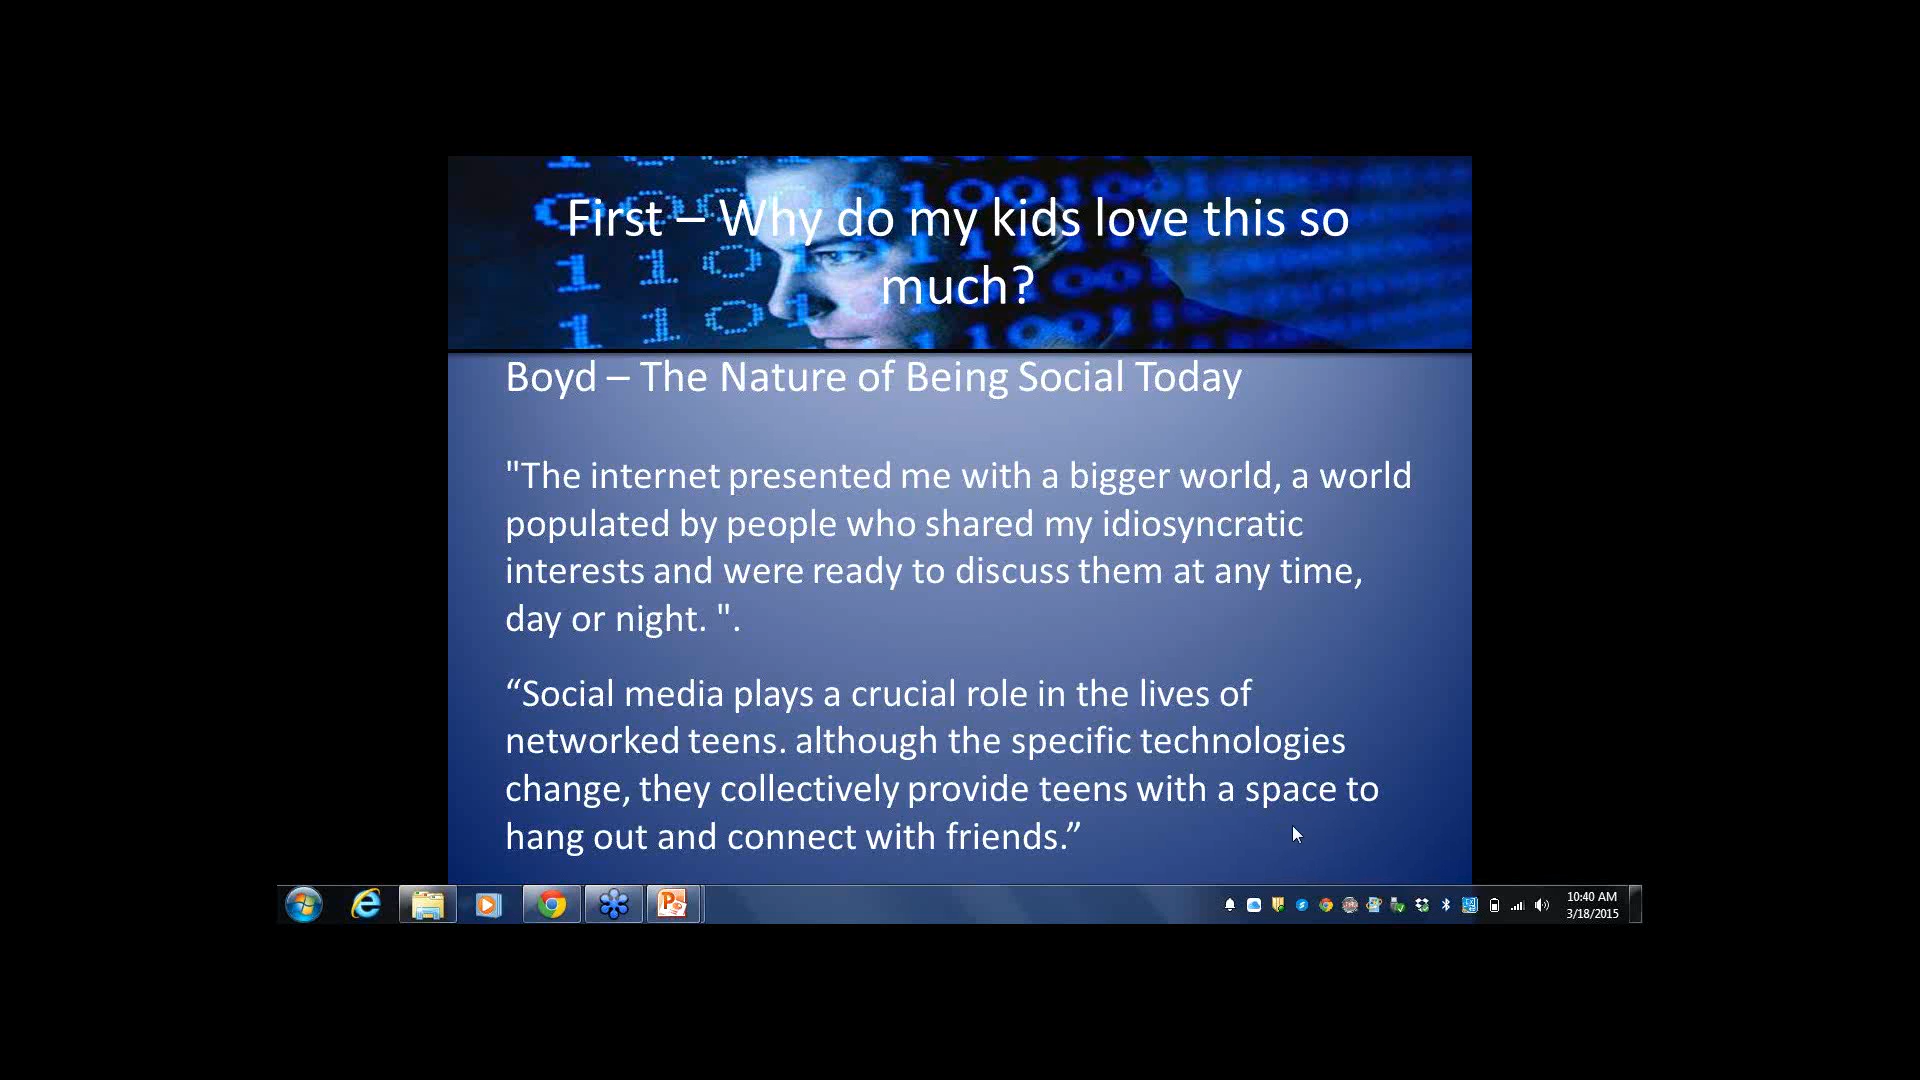 First – Why do my kids love this so
much?
Boyd – The Nature of Being Social Today
"The internet presented me with a bigger world, a world
populated by people who shared my idiosyncratic
interests and were ready to discuss them at any time,
day or night. ".
“Social media plays a crucial role in the lives of
networked teens. although the specific technologies
change, they collectively provide teens with a space to
hang out and connect with friends.”
10:40 AM
3/18/2015